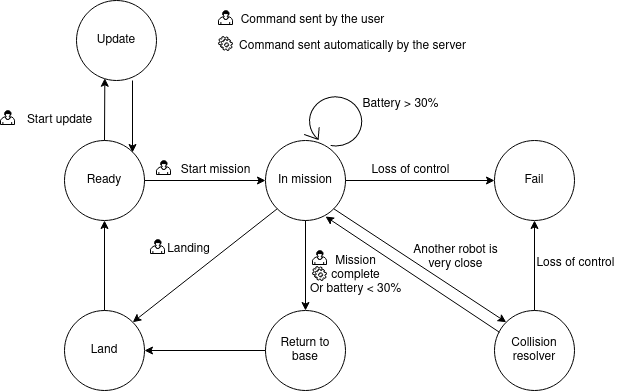 Command sent by the user
Update
Command sent automatically by the server
Battery > 30%
Start update
Start mission
Loss of control
Ready
In mission
Fail
Landing
Another robot is
very close
Mission
complete
Or battery < 30%
Loss of control
Land
Return to
base
Collision
resolver